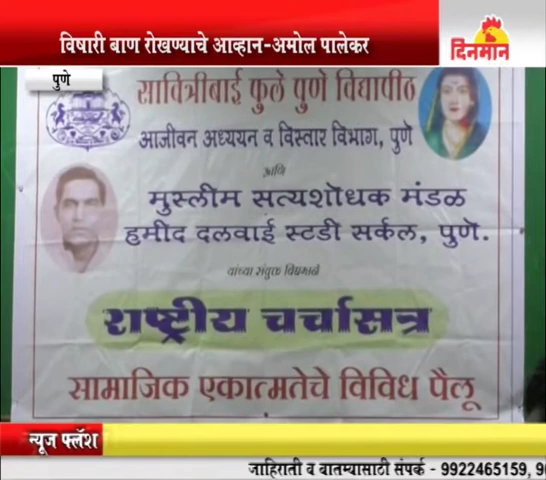 विषारी बाण रोखण्याचे आव्हान-अमोल पालेकर
दिनमान
पुणे
सावित्रीबाई फुले पुणे विद्यापीठ
आजीवन अध्ययन व विस्तार विभाग, पुणे
आणि
मुस्लीम सत्यशोधक मंडळ
हमीद दलवाई स्टडी सर्कल, पुणे.
यांच्या संयुक्त विद्यमाने
राष्ट्रीय चर्चासत्र
सामाजिक एकात्मतेचे विविध पैलू
न्यूज फ्लॅश
जाहिराती व बातम्यासाठी संपर्क - 9922465159, 9